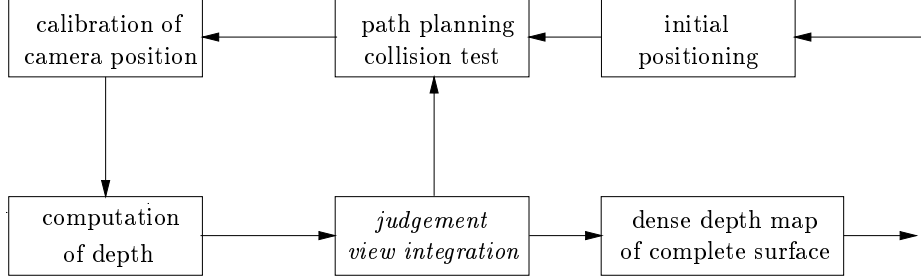 calibration of
camera position
path planning
collision test
initial
positioning
computation
of depth
judgement
view integration
dense depth map
of complete surface